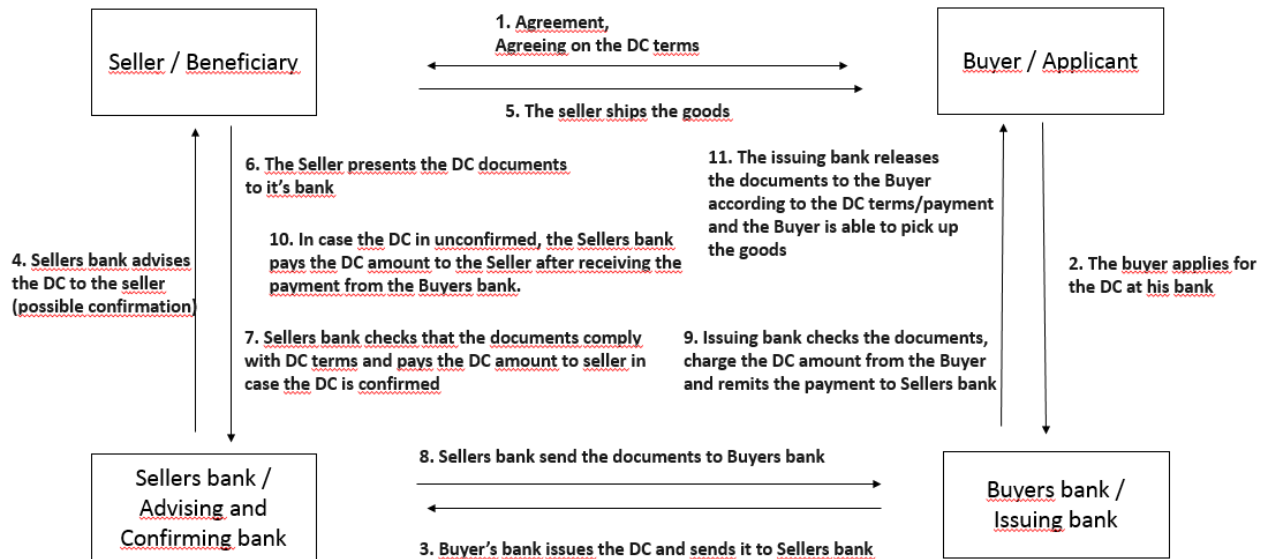 1. Agreement,
Agreeing on the DC terms
Seller / Beneficiary
Buyer / Applicant
5. The seller ships the goods
6. The Seller presents the DC documents
to it's bank
11. The issuing bank releases
the documents to the Buyer
according to the DC terms/payment
and the Buyer is able to pick up
the goods
10. In case the DC in unconfirmed, the Sellers bank
pays the DC amount to the Seller after receiving the
payment from the Buyers bank.
4. Sellers bank advises
the DC to the seller
(possible confirmation)
2. The buyer applies for
the DC at his bank
7. Sellers bank checks that the documents comply
with DC terms and pays the DC amount to seller in
case the DC is confirmed
9. Issuing bank checks the documents,
charge the DC amount from the Buyer
and remits the payment to Sellers bank
8. Sellers bank send the documents to Buyers bank
Sellers bank /
Advising and
Confirming bank
Buyers bank /
Issuing bank
3. Buyer's bank issues the DC and sends it to Sellers bank